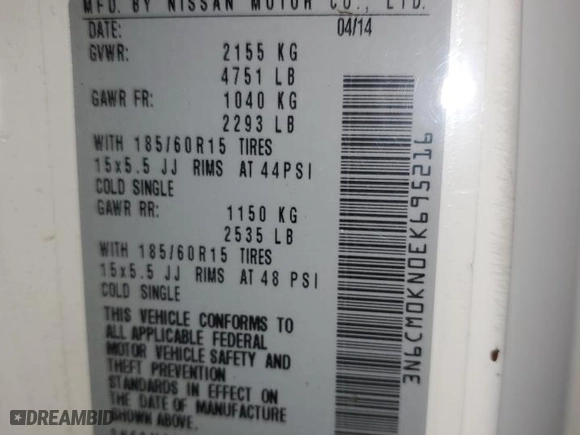 MFD. BY NISSAN MOTOR CO., LTD.
DATE: 04/14
GVWR: 2155 KG
4751 LB
GAWR FR: 1040 KG
2293 LB
WITH 185/60R15 TIRES
15x5.5 JJ RIMS AT 44PSI
COLD SINGLE
GAWR RR: 1150 KG
2535 LB
WITH 185/60R15 TIRES
15x5.5 JJ RIMS AT 48 PSI
COLD SINGLE
THIS VEHICLE CONFORMS TO
ALL APPLICABLE FEDERAL
MOTOR VEHICLE SAFETY AND
THEFT PREVENTION
STANDARDS IN EFFECT ON
THE DATE OF MANUFACTURE
SHOWN ABOVE.
3N6CM0KN0EK695216
DREAMBID